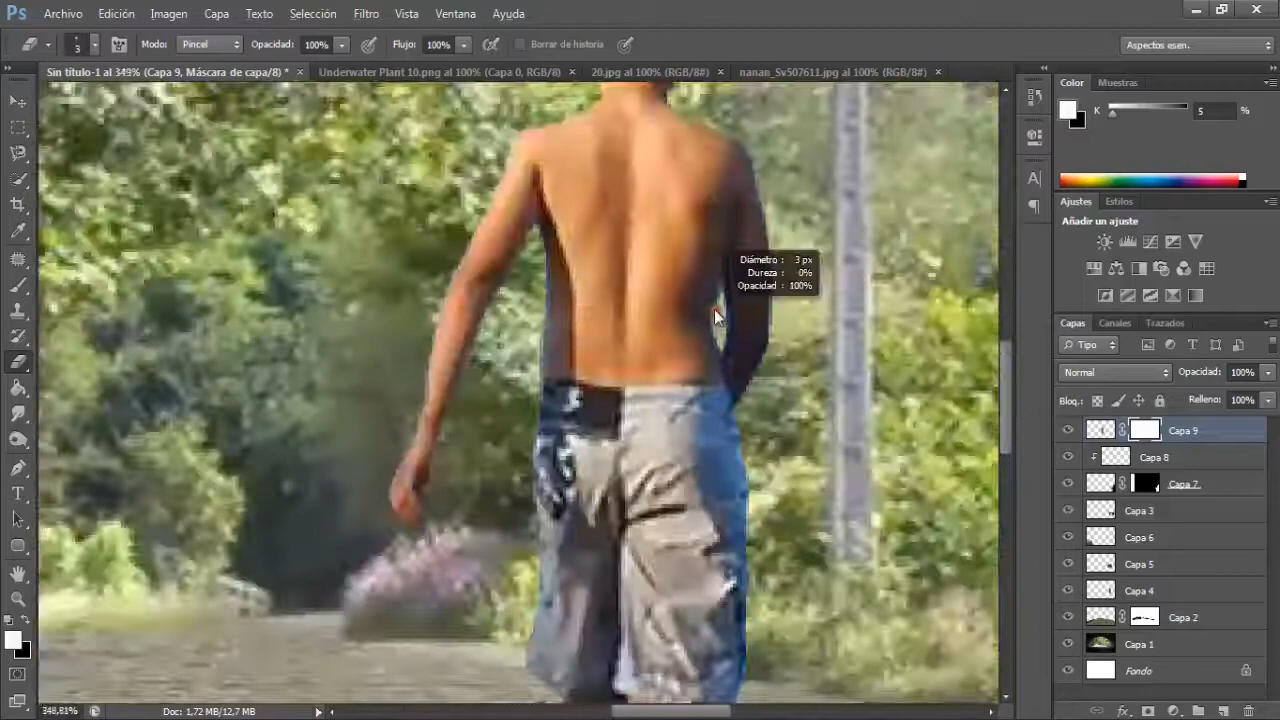 Ps Archivo Edición Imagen Capa Texto Selección Filtro Vista Ventana Ayuda
3 Modo: Pincel Opacidad: 100% Flujo: 100% Borrar de historia Aspectos esen.
Sin título-1 al 349% (Capa 9, Máscara de capa/8) * × Underwater Plant 10.png al 100% (Capa 0, RGB/8) × 20.jpg al 100% (RGB/8#) × nanan_Sv507611.jpg al 100% (RGB/8#) ×
Color Muestras
K 5 %
Ajustes Estilos
Añadir un ajuste
Diámetro : 3 px
Dureza : 0%
Opacidad : 100%
Capas Canales Trazados
Tipo
Normal Opacidad: 100%
Bloq.: Relleno: 100%
Capa 9
Capa 8
Capa 7
Capa 3
Capa 6
Capa 5
Capa 4
Capa 2
Capa 1
Fondo
348,81% Doc: 1,72 MB/12,7 MB